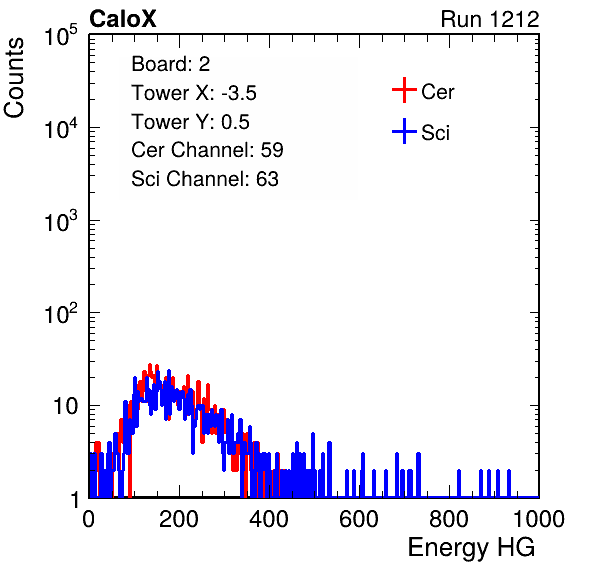 CaloX Run 1212
Counts
Board: 2
Tower X: -3.5
Tower Y: 0.5
Cer Channel: 59
Sci Channel: 63
Cer
Sci
10^5
10^4
10^3
10^2
10
1
0 200 400 600 800 1000
Energy HG